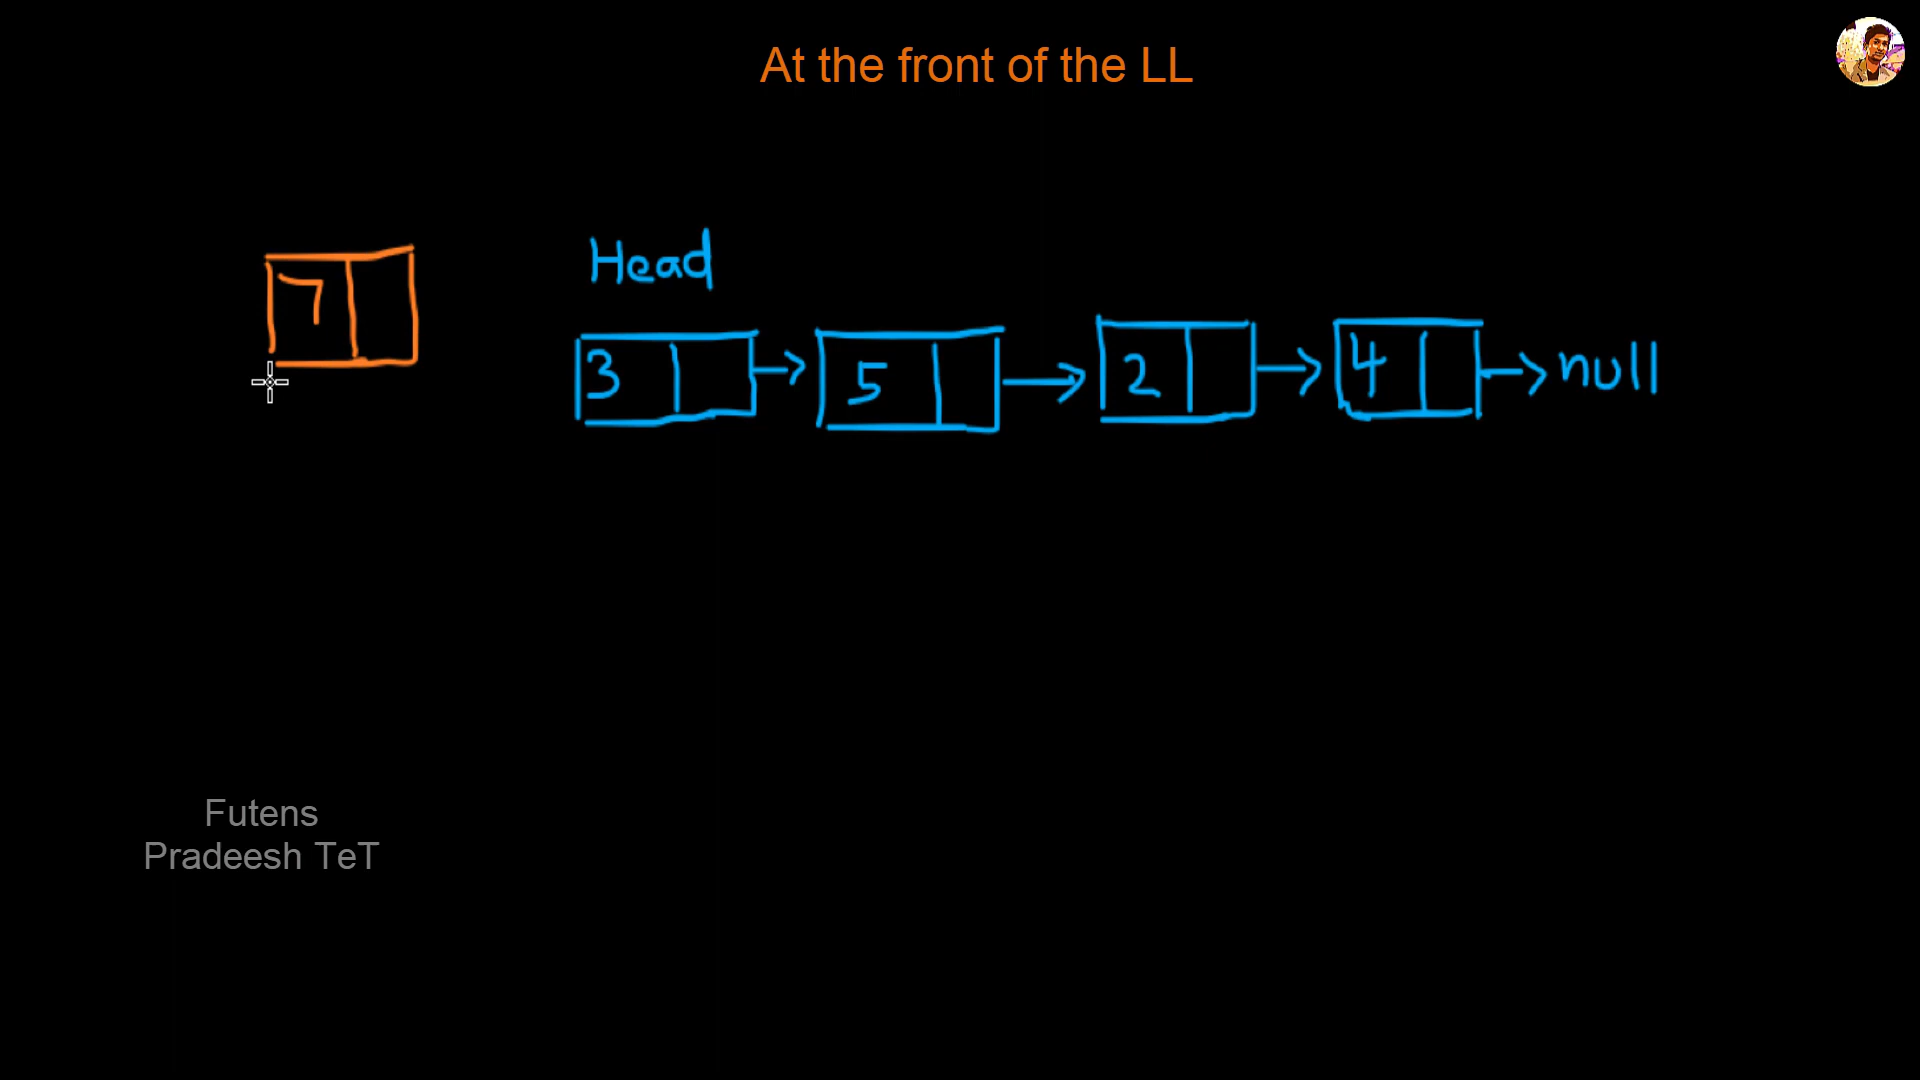 At the front of the LL
Head
7
3 5 2 4 null
Futens
Pradeesh TeT